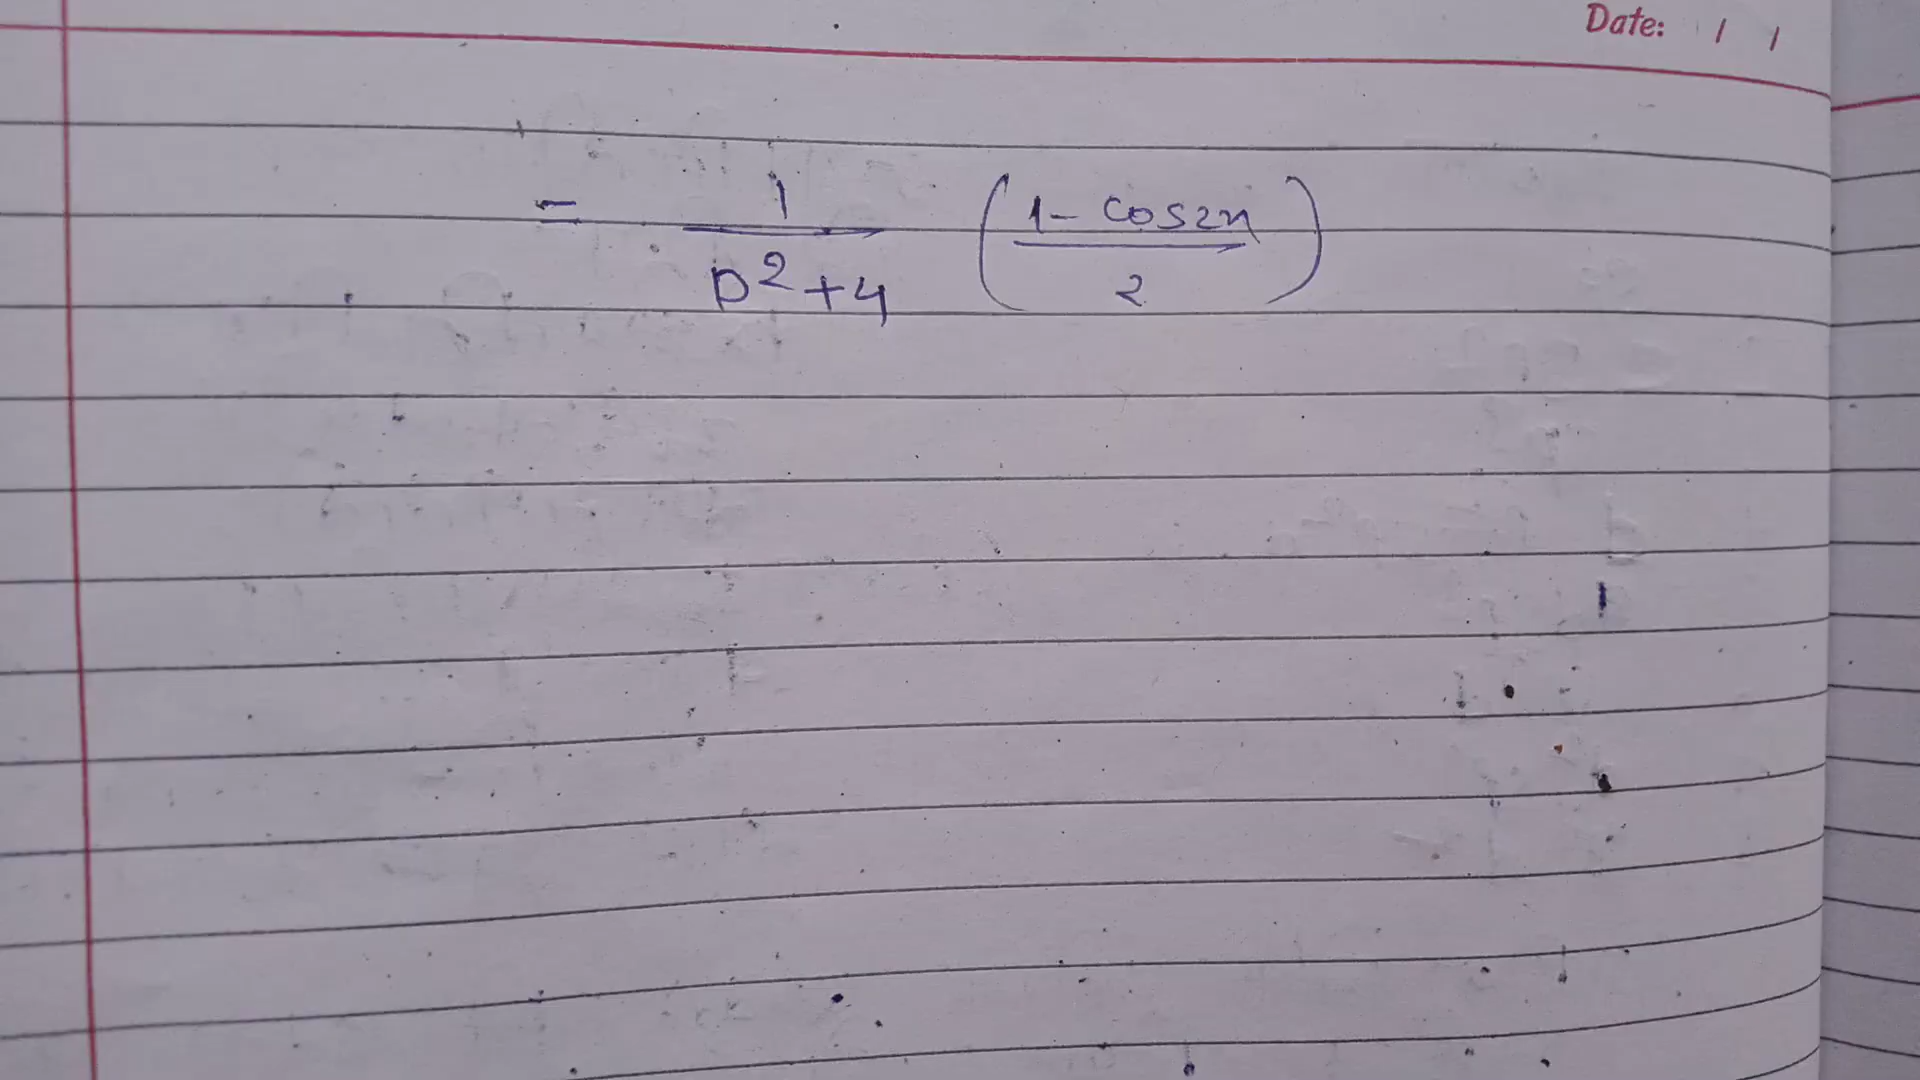 Date: / /
= 1/(D²+4) ((1 - cos2x)/2)